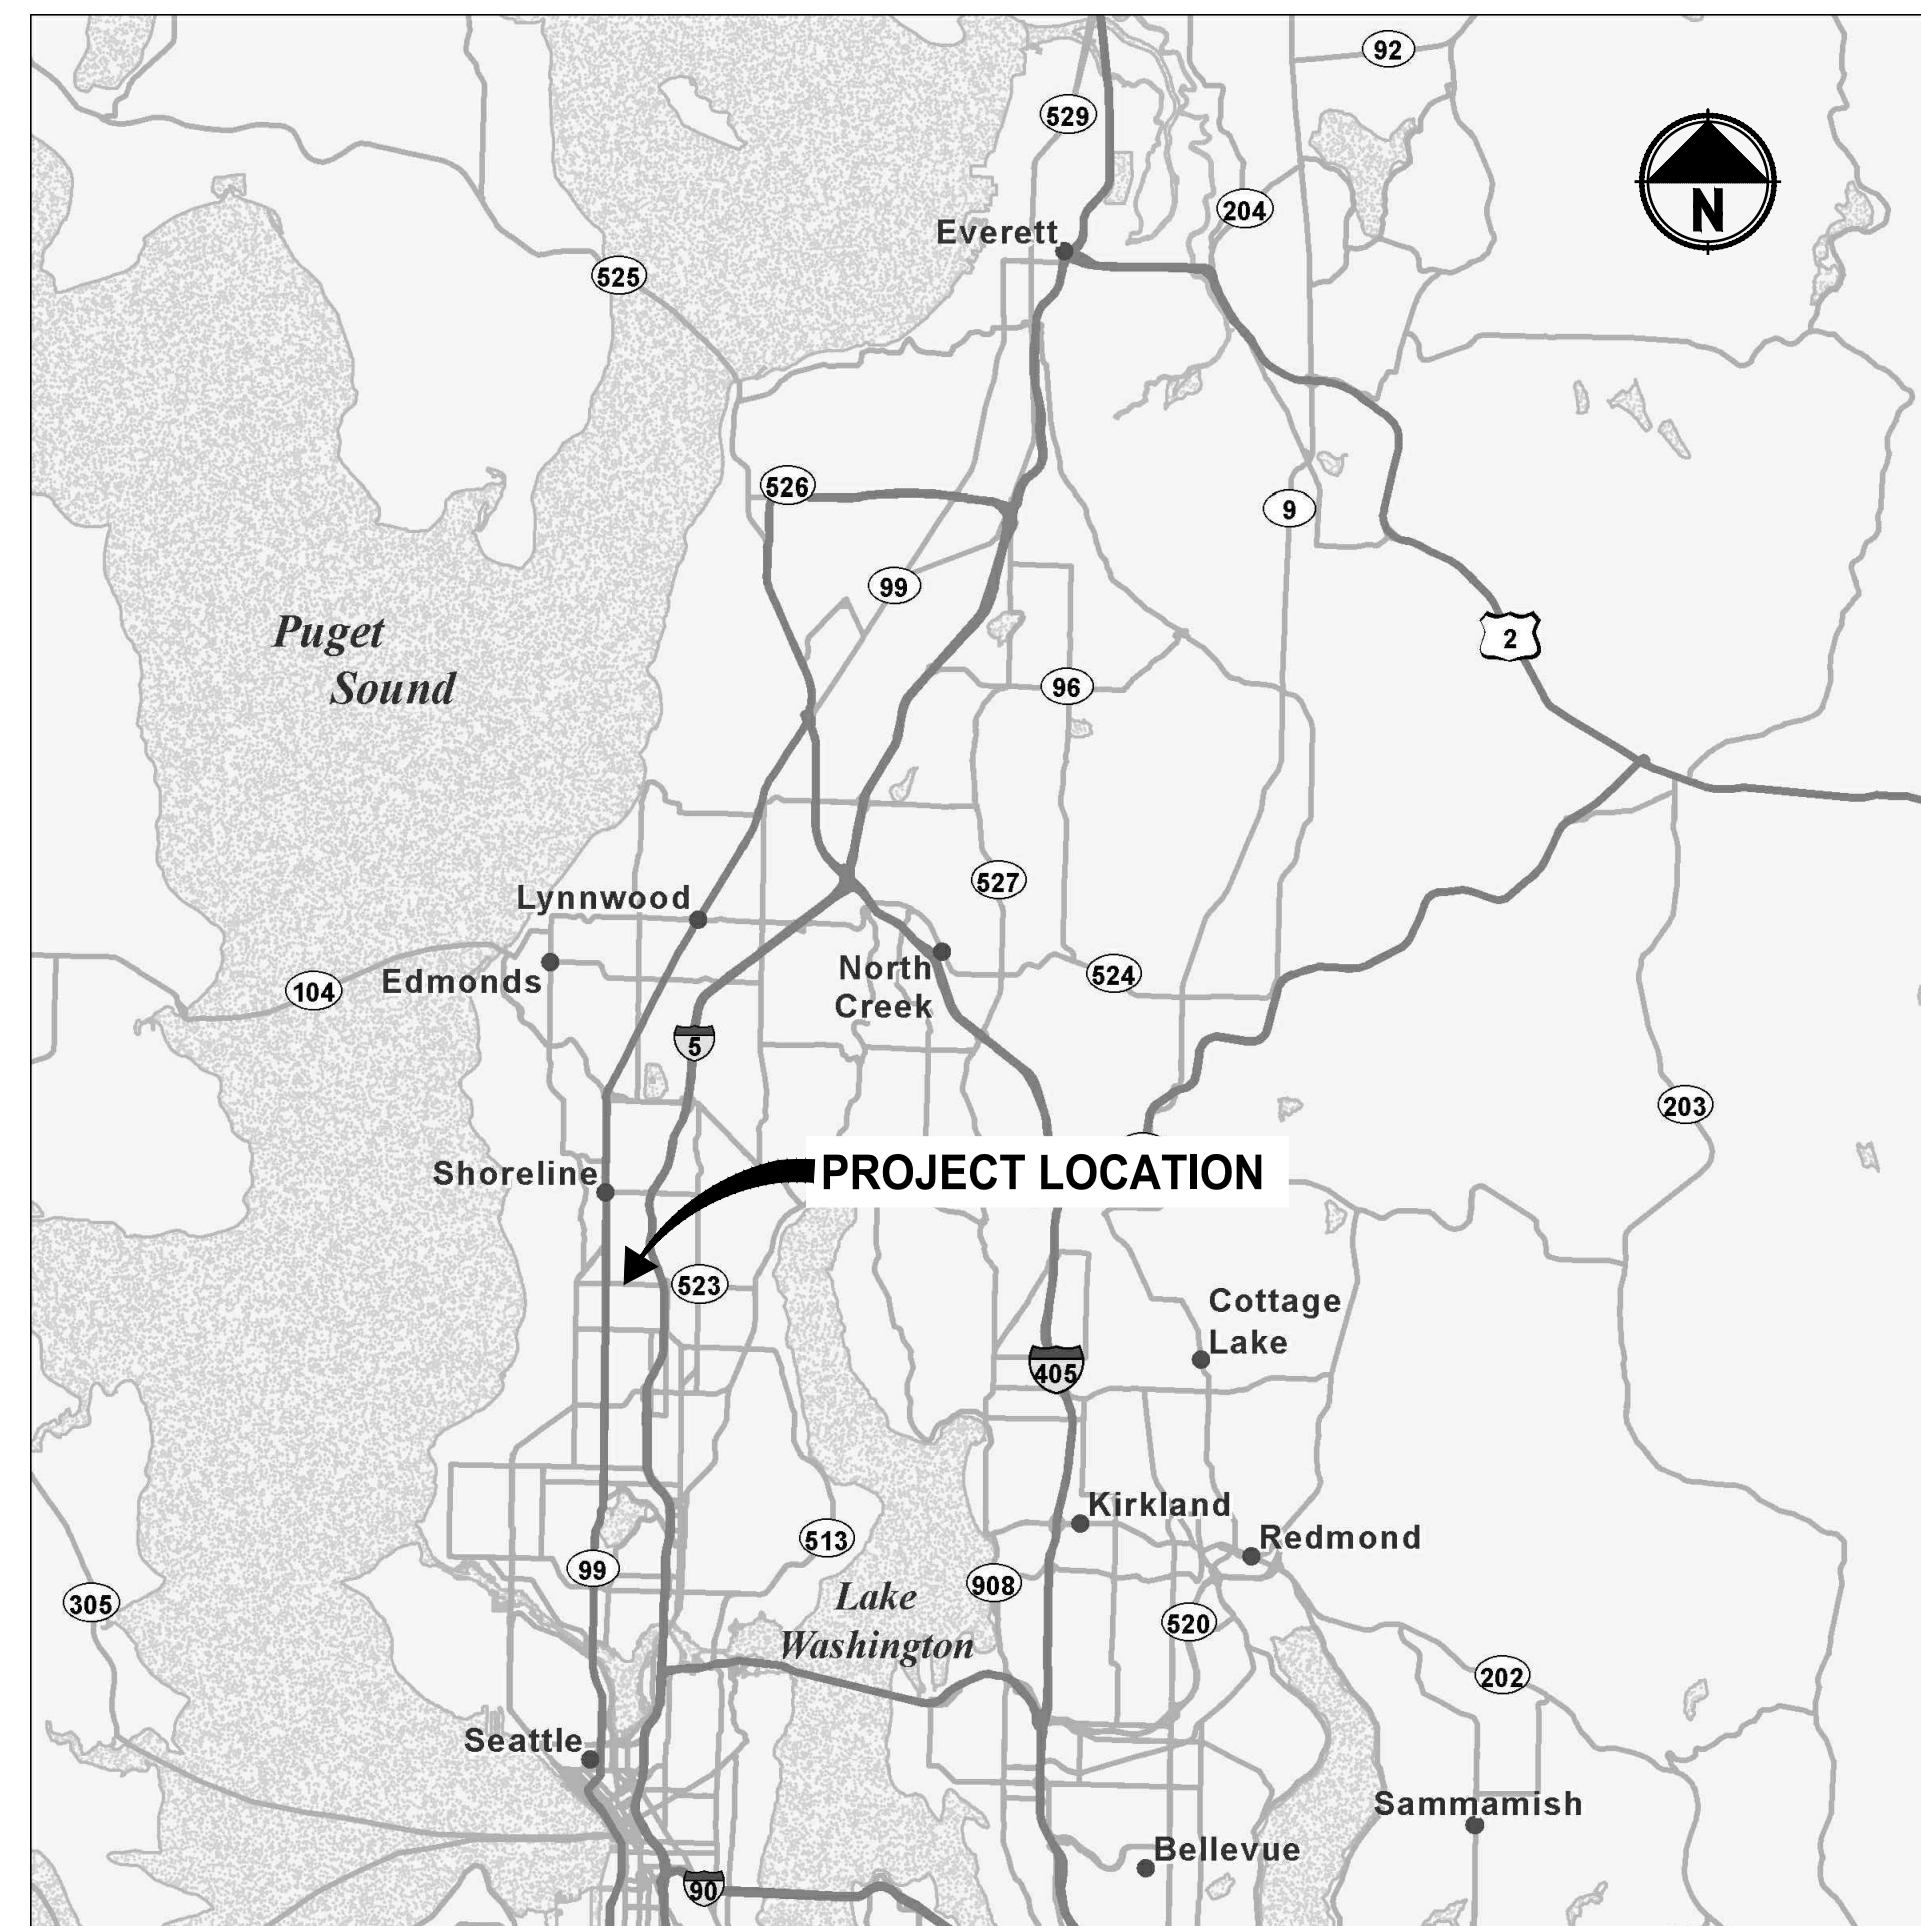 92
529
N
204
Everett
525
526
9
99
Puget
Sound
2
96
527
Lynnwood
North
Creek
524
Edmonds
104
5
203
PROJECT LOCATION
Shoreline
523
Cottage
Lake
405
Kirkland
Redmond
513
99
908
Lake
Washington
305
520
202
Seattle
Sammamish
Bellevue
90